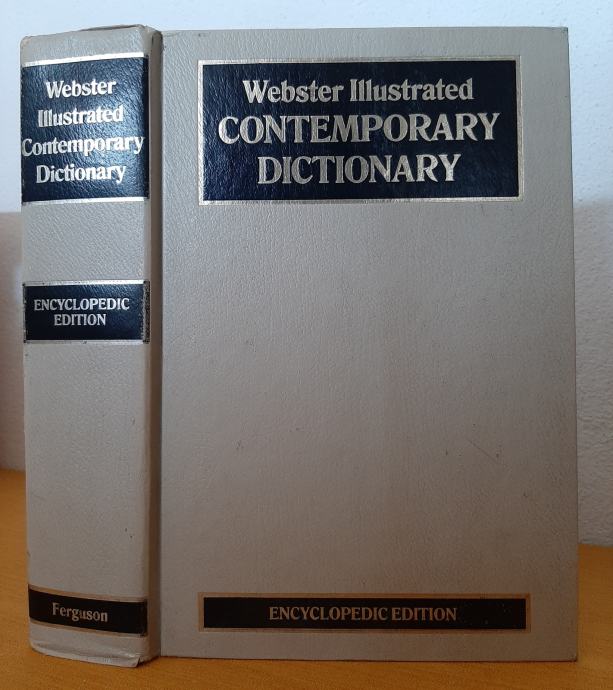 Webster
Illustrated
Contemporary
Dictionary
ENCYCLOPEDIC
EDITION
Ferguson
Webster Illustrated
CONTEMPORARY
DICTIONARY
ENCYCLOPEDIC EDITION